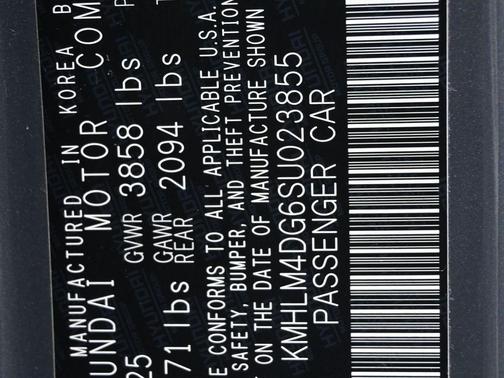 MANUFACTURED IN KOREA B
UNDAI MOTOR COM
25 GVWR 3858 lbs P
71 lbs GAWR REAR 2094 lbs
E CONFORMS TO ALL APPLICABLE U.S.A.
SAFETY, BUMPER, AND THEFT PREVENTION
ON THE DATE OF MANUFACTURE SHOWN
KMHLM4DG6SU023855
PASSENGER CAR